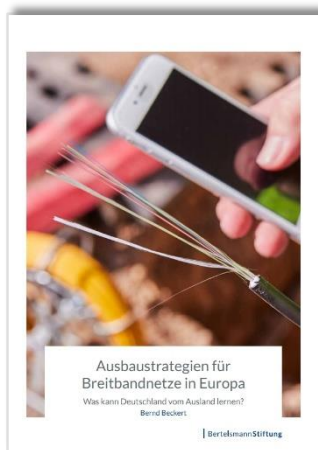 Ausbaustrategien für
Breitbandnetze in Europa
Was kann Deutschland vom Ausland lernen?
Bernd Beckert
BertelsmannStiftung